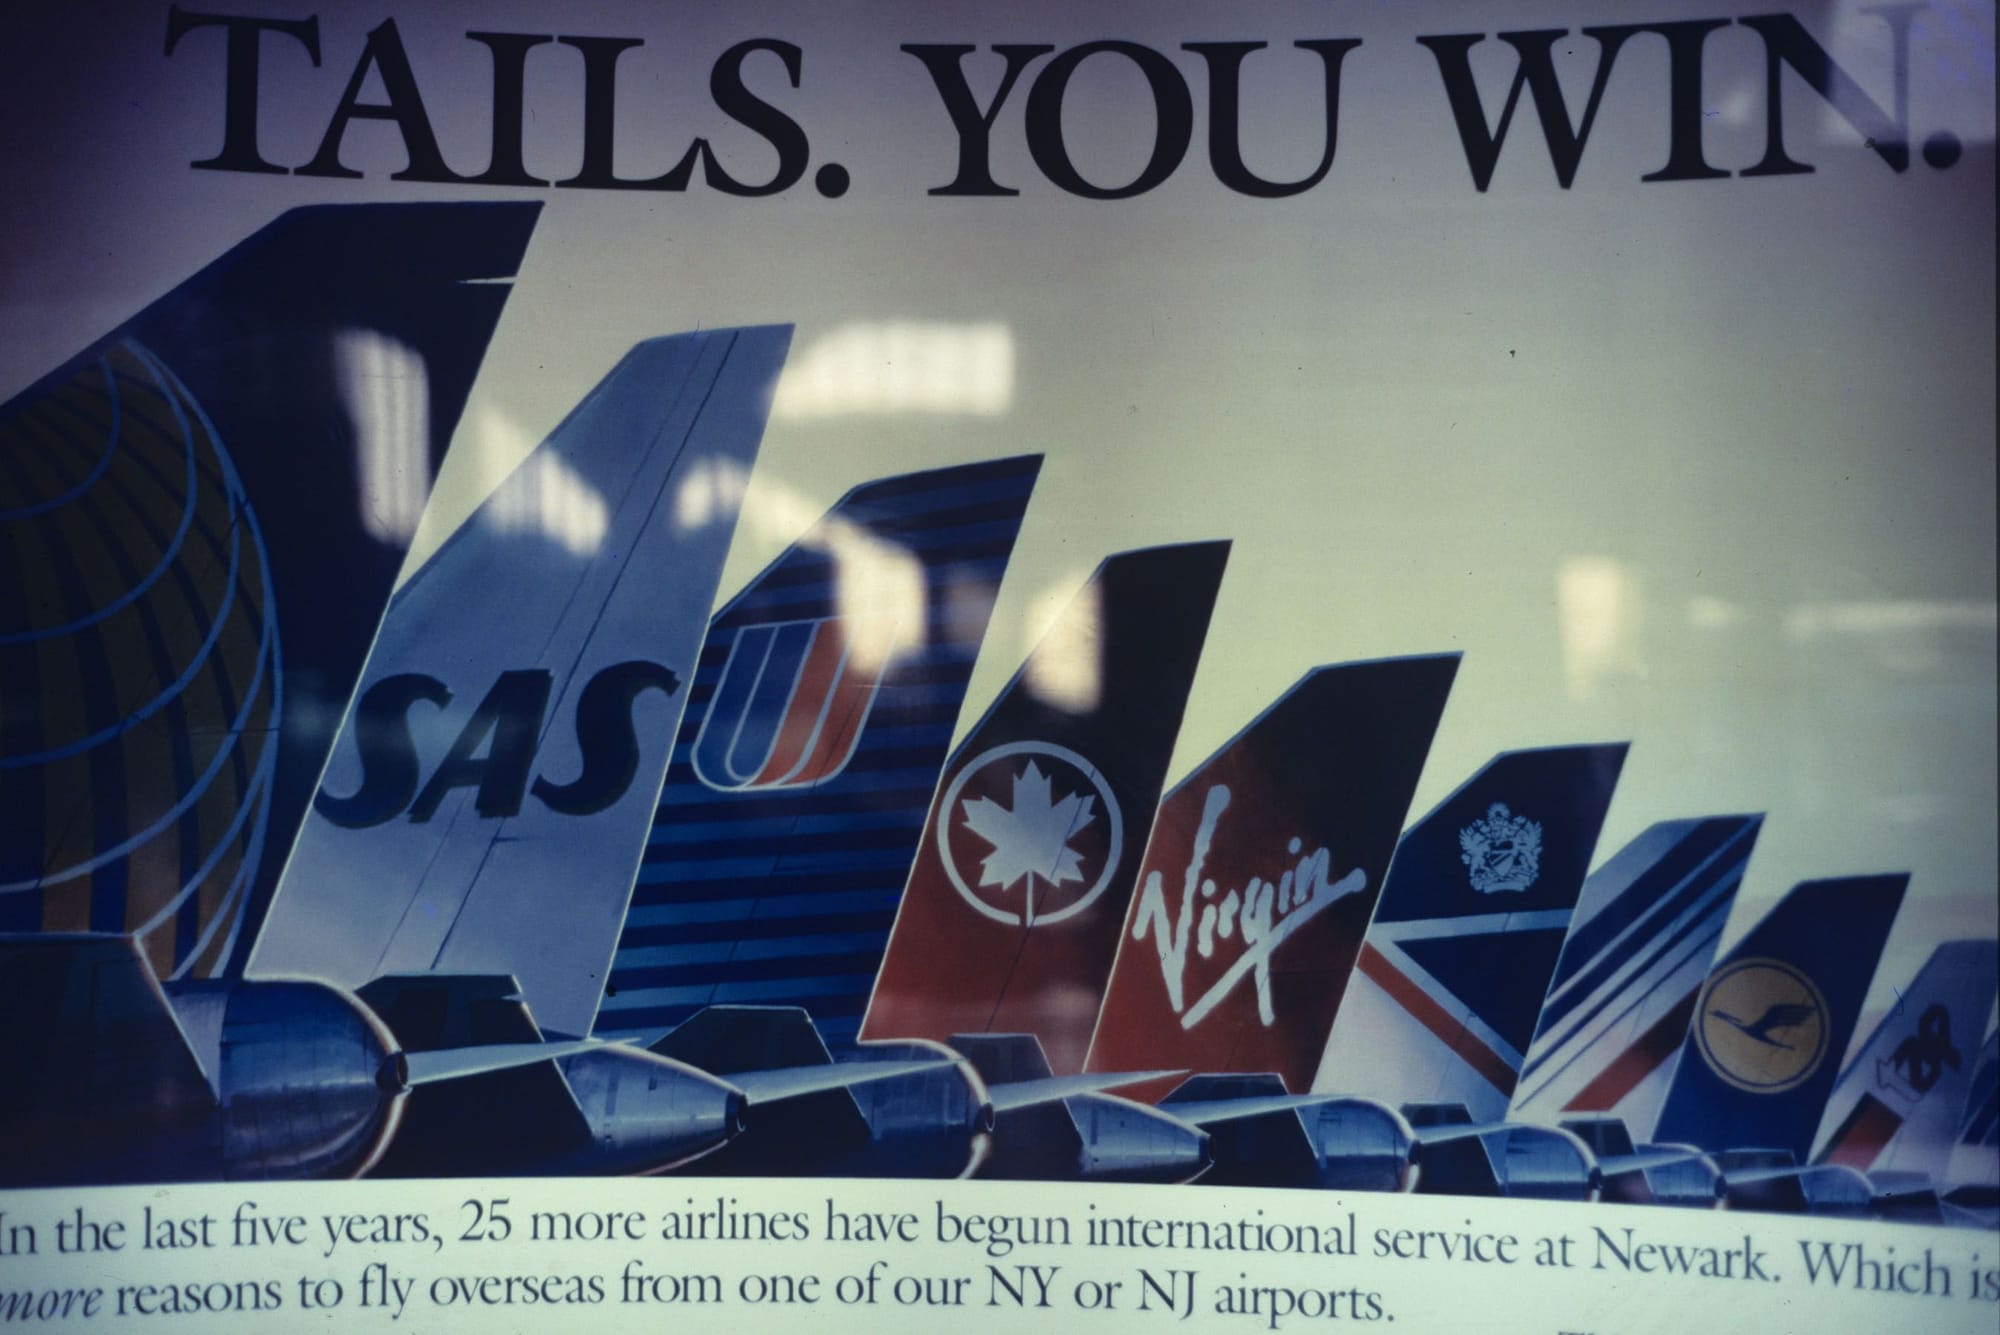 TAILS. YOU WIN.
SAS
Virgin
In the last five years, 25 more airlines have begun international service at Newark. Which is
more reasons to fly overseas from one of our NY or NJ airports.